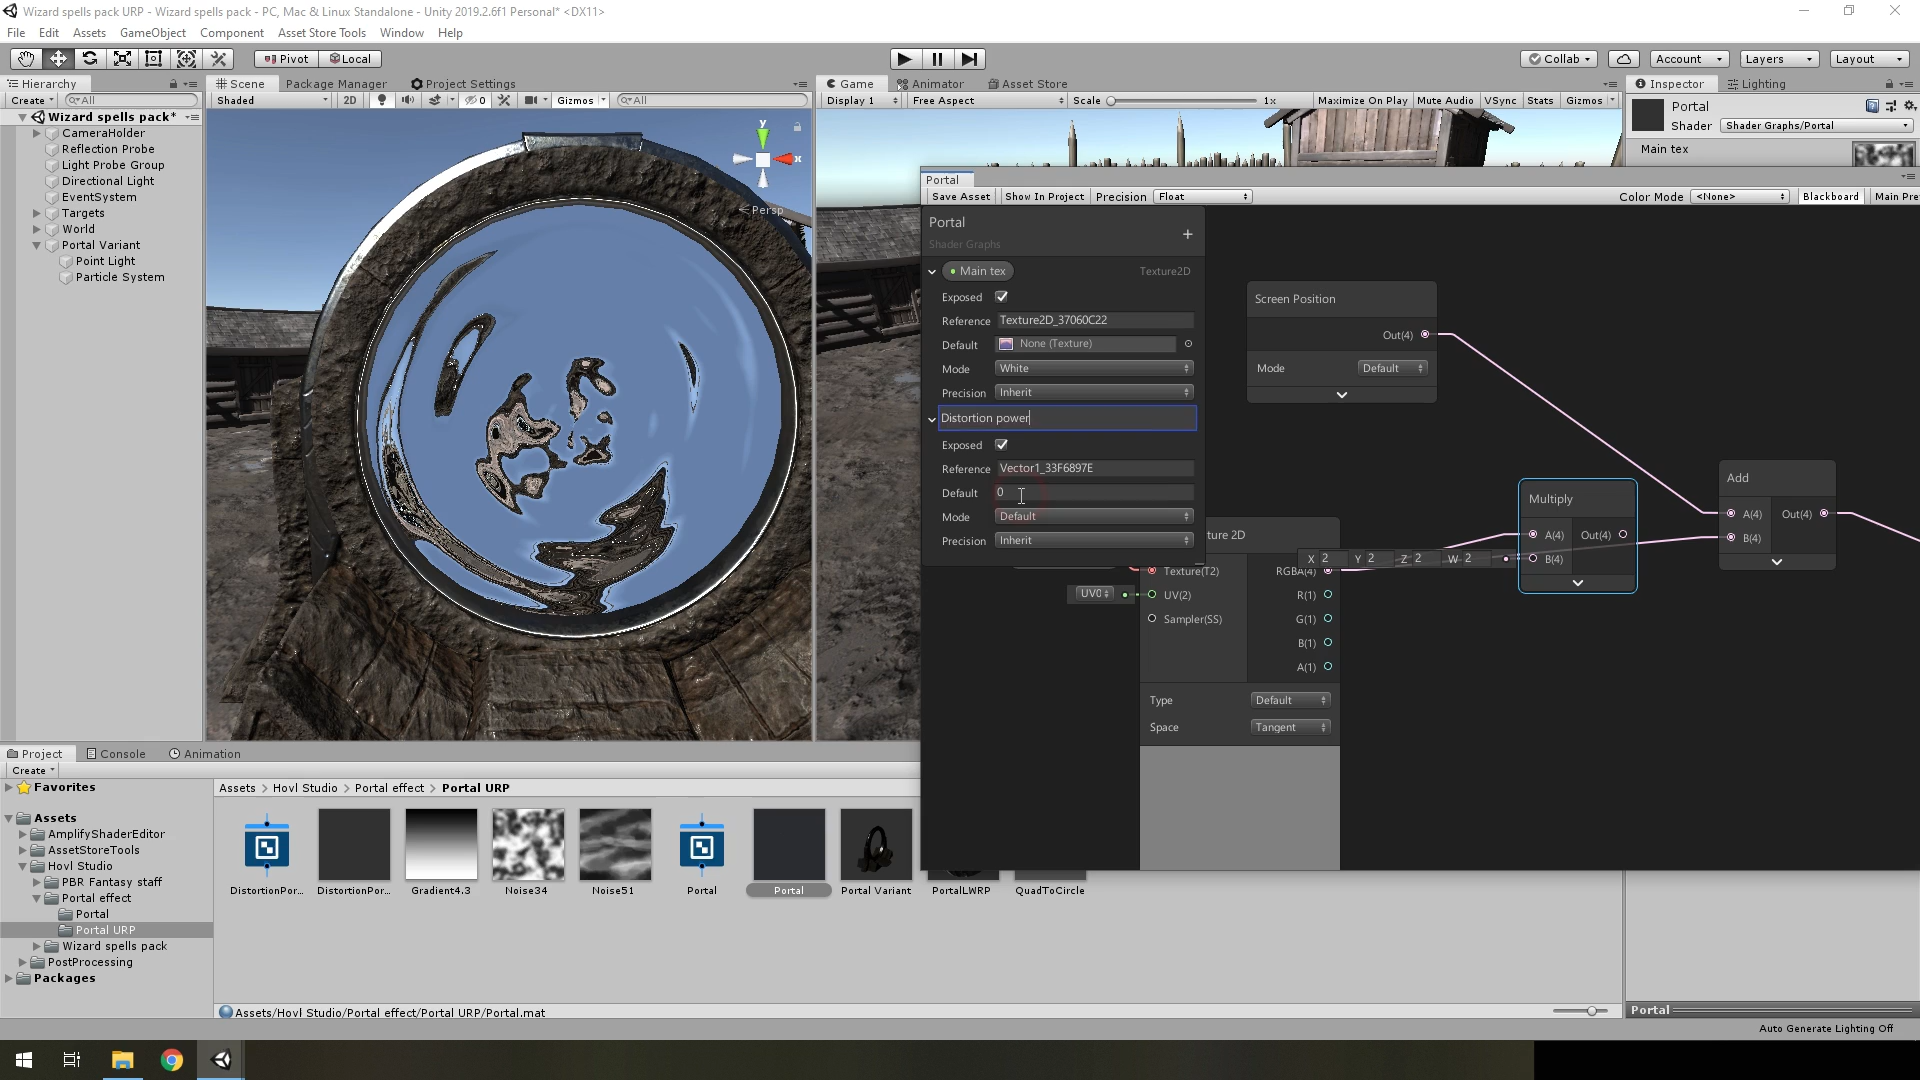 Wizard spells pack URP - Wizard spells pack - PC, Mac & Linux Standalone - Unity 2019.2.6f1 Personal* <DX11>
File Edit Assets GameObject Component Asset Store Tools Window Help
Pivot Local Collab Account Layers Layout
Hierarchy Scene Package Manager Project Settings Game Animator Asset Store Inspector Lighting
Create All Shaded 2D 0 Gizmos All Display 1 Free Aspect Scale 1x Maximize On Play Mute Audio VSync Stats Gizmos
Portal
Shader Shader Graphs/Portal
Main tex
Wizard spells pack*
CameraHolder
Reflection Probe
Light Probe Group
Directional Light
EventSystem
Targets
World
Portal Variant
Point Light
Particle System
y
x
Persp
Portal
Save Asset Show In Project Precision Float Color Mode <None> Blackboard Main Pre
Portal
Shader Graphs
+
Main tex Texture2D
Exposed
Reference Texture2D_37060C22
Default None (Texture)
Mode White
Precision Inherit
Distortion power
Exposed
Reference Vector1_33F6897E
Default 0
Mode Default
Precision Inherit
Screen Position
Out(4)
Mode Default
ture 2D
Texture(T2) RGBA(4)
UV0 UV(2) R(1)
Sampler(SS) G(1)
B(1)
A(1)
Type Default
Space Tangent
X 2 Y 2 Z 2 W 2
Multiply
A(4) Out(4)
B(4)
Add
A(4) Out(4)
B(4)
Project Console Animation
Create
Favorites
Assets
AmplifyShaderEditor
AssetStoreTools
Hovl Studio
PBR Fantasy staff
Portal effect
Portal
Portal URP
Wizard spells pack
PostProcessing
Packages
Assets > Hovl Studio > Portal effect > Portal URP
DistortionPor... DistortionPor... Gradient4.3 Noise34 Noise51 Portal Portal Portal Variant PortalLWRP QuadToCircle
Assets/Hovl Studio/Portal effect/Portal URP/Portal.mat
Portal
Auto Generate Lighting Off